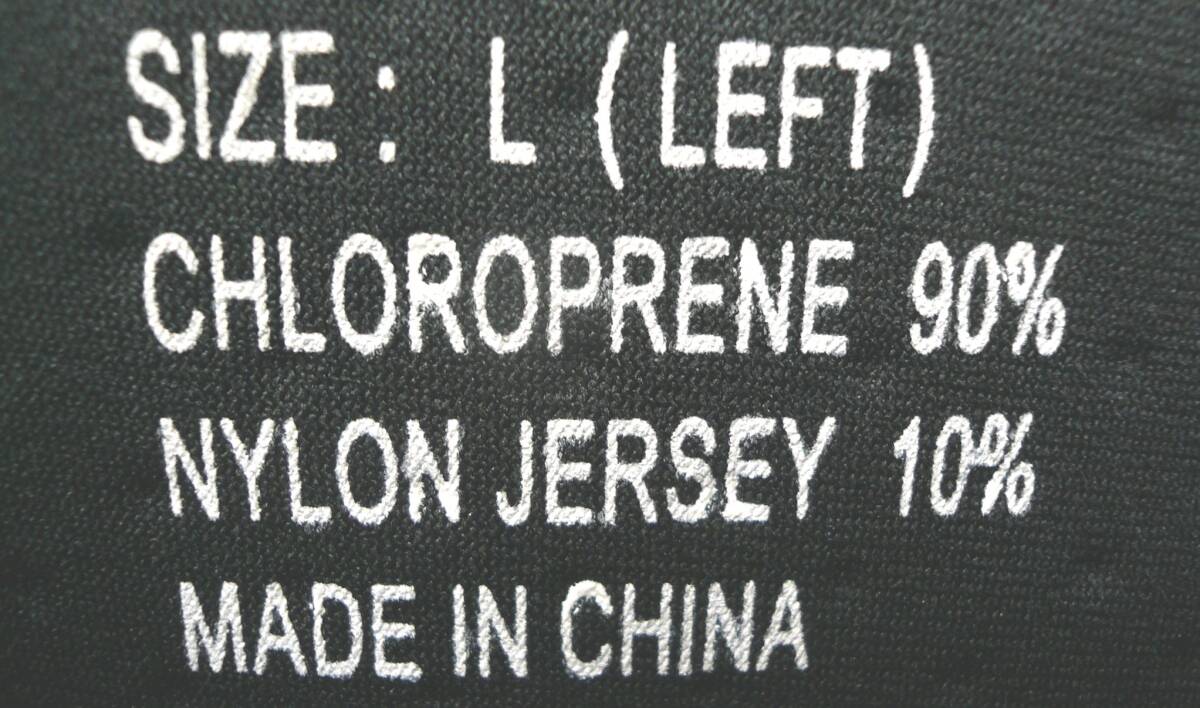 SIZE : L (LEFT)
CHLOROPRENE 90%
NYLON JERSEY 10%
MADE IN CHINA